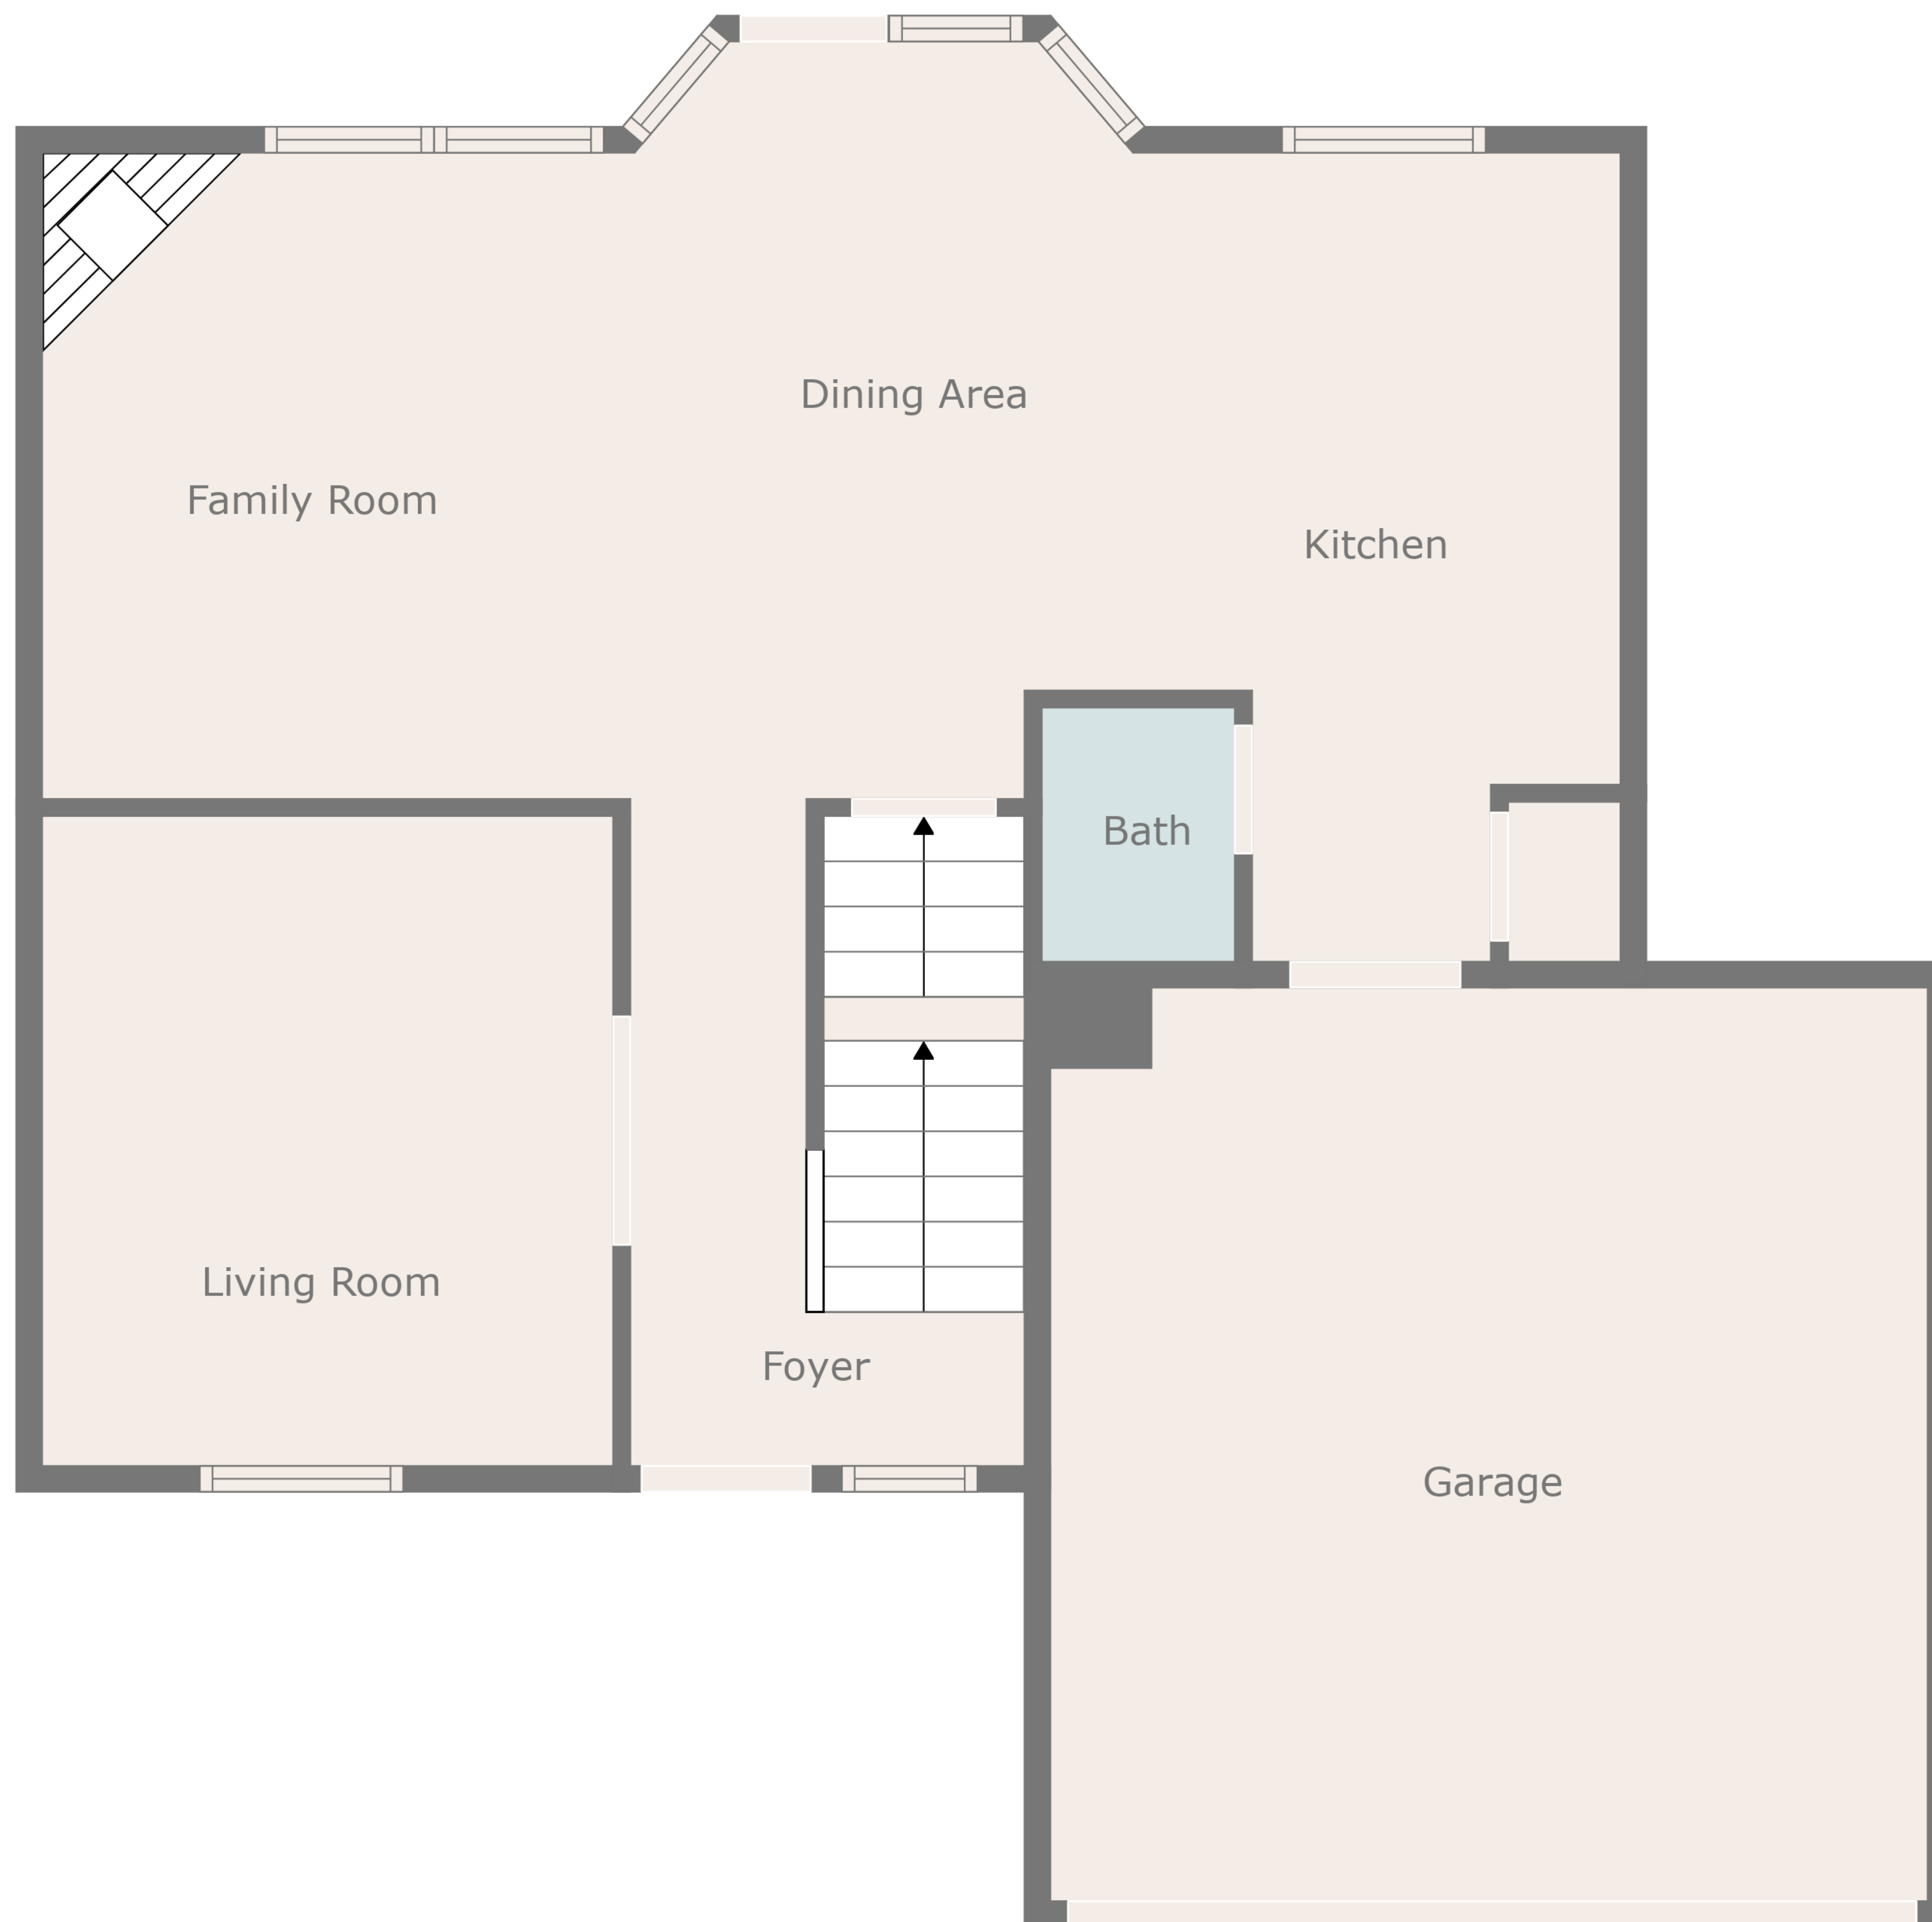 Dining Area
Family Room
Kitchen
Bath
Living Room
Foyer
Garage